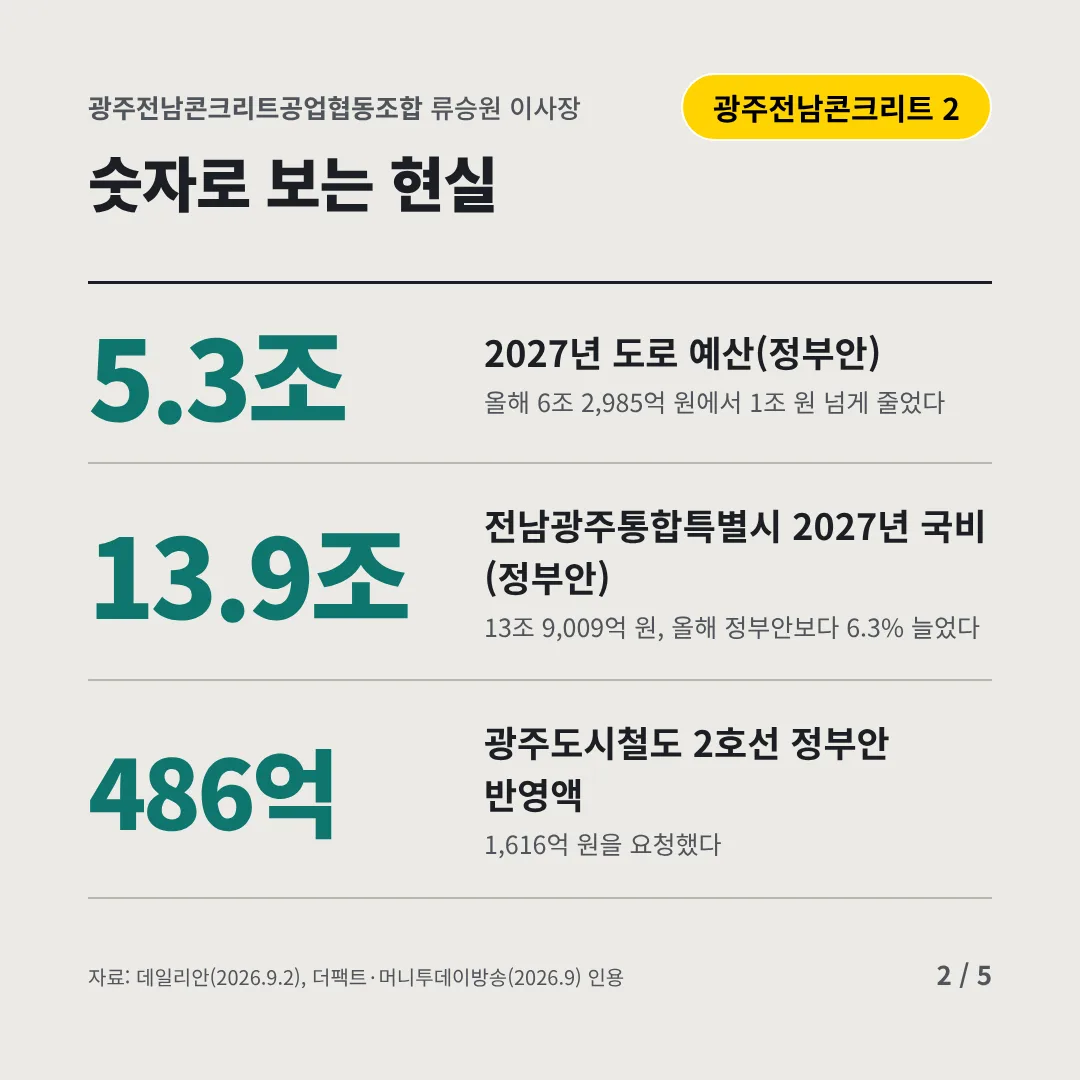 광주전남콘크리트공업협동조합 류승원 이사장
광주전남콘크리트 2
숫자로 보는 현실
5.3조
2027년 도로 예산(정부안)
올해 6조 2,985억 원에서 1조 원 넘게 줄었다
13.9조
전남광주통합특별시 2027년 국비
(정부안)
13조 9,009억 원, 올해 정부안보다 6.3% 늘었다
486억
광주도시철도 2호선 정부안
반영액
1,616억 원을 요청했다
자료: 데일리안(2026.9.2), 더팩트·머니투데이방송(2026.9) 인용
2 / 5